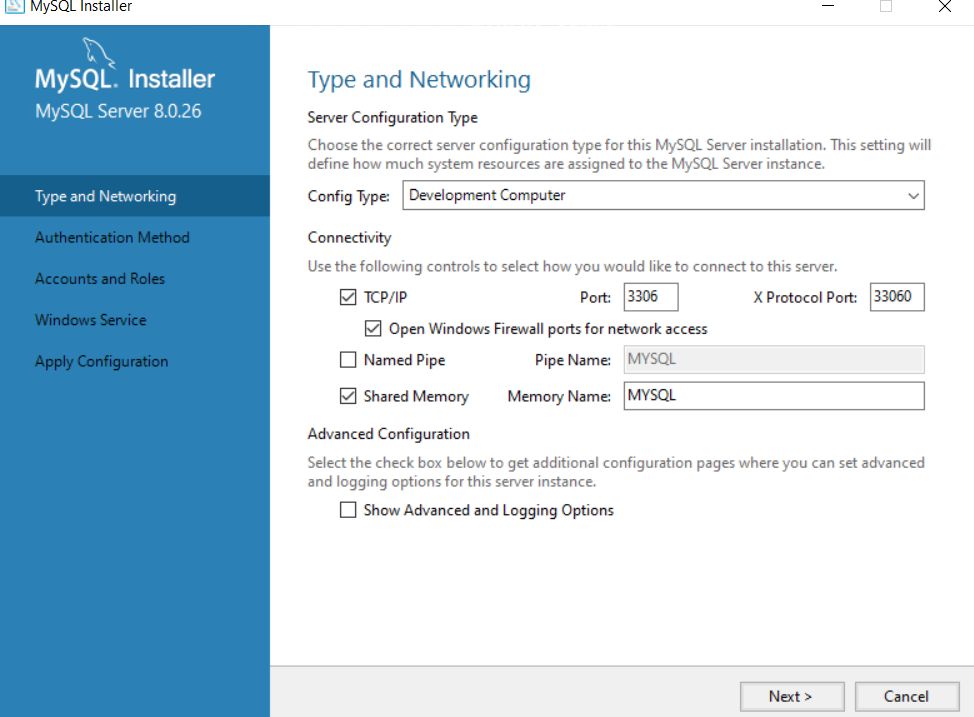 MySQL Installer
MySQL. Installer
MySQL Server 8.0.26
Type and Networking
Authentication Method
Accounts and Roles
Windows Service
Apply Configuration
Type and Networking
Server Configuration Type
Choose the correct server configuration type for this MySQL Server installation. This setting will
define how much system resources are assigned to the MySQL Server instance.
Config Type: Development Computer
Connectivity
Use the following controls to select how you would like to connect to this server.
TCP/IP Port: 3306 X Protocol Port: 33060
Open Windows Firewall ports for network access
Named Pipe Pipe Name: MYSQL
Shared Memory Memory Name: MYSQL
Advanced Configuration
Select the check box below to get additional configuration pages where you can set advanced
and logging options for this server instance.
Show Advanced and Logging Options
Next > Cancel